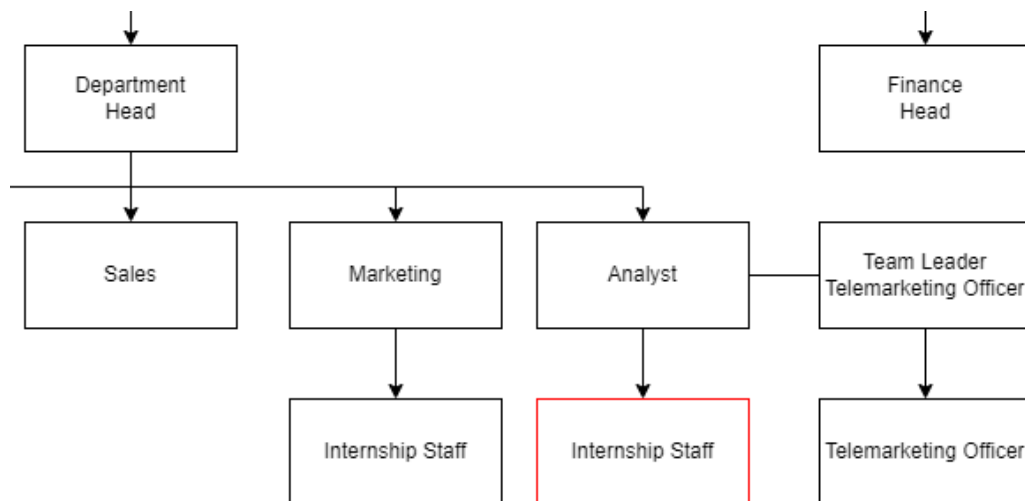 Department
Head
Finance
Head
Sales
Marketing
Analyst
Team Leader
Telemarketing Officer
Internship Staff
Internship Staff
Telemarketing Officer